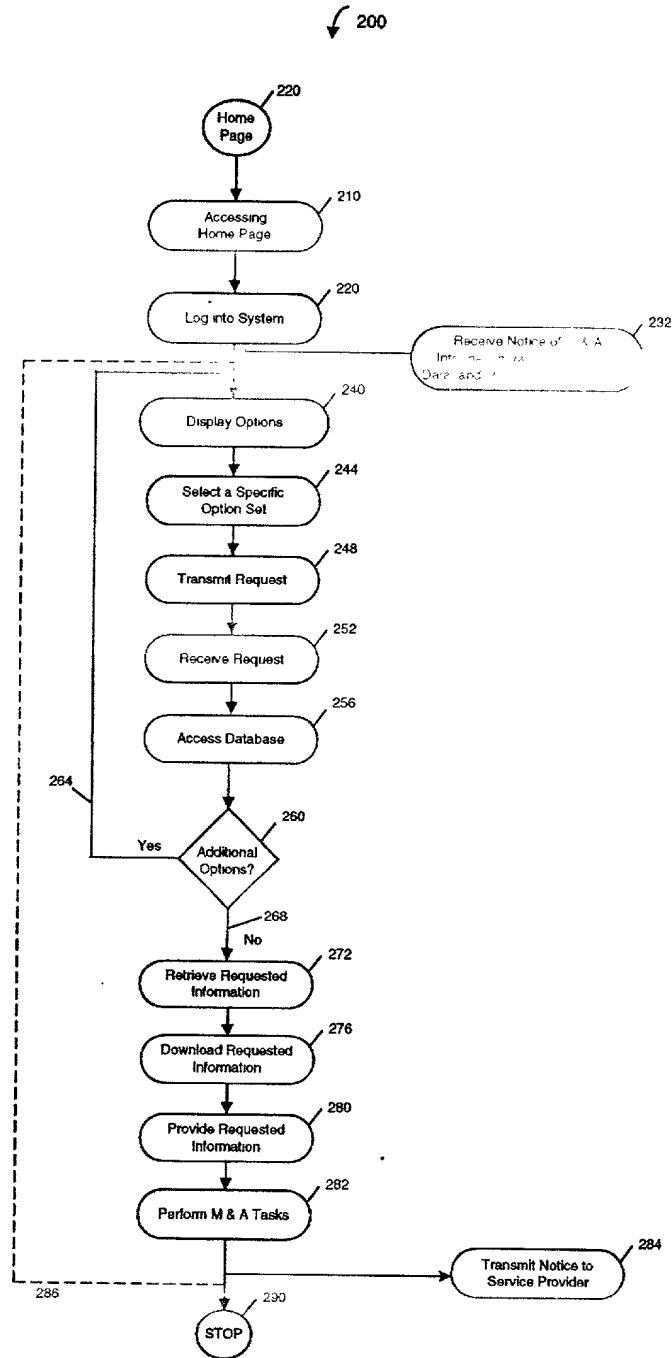 200
220
Home
Page
210
Accessing
Home Page
220
Log into System
232
Receive Notice of & A
Data and
240
Display Options
244
Select a Specific
Option Set
248
Transmit Request
252
Receive Request
256
Access Database
264
260
Yes
Additional
Options?
268
No
272
Retrieve Requested
Information
276
Download Requested
Information
280
Provide Requested
Information
282
Perform M & A Tasks
284
Transmit Notice to
Service Provider
286
290
STOP